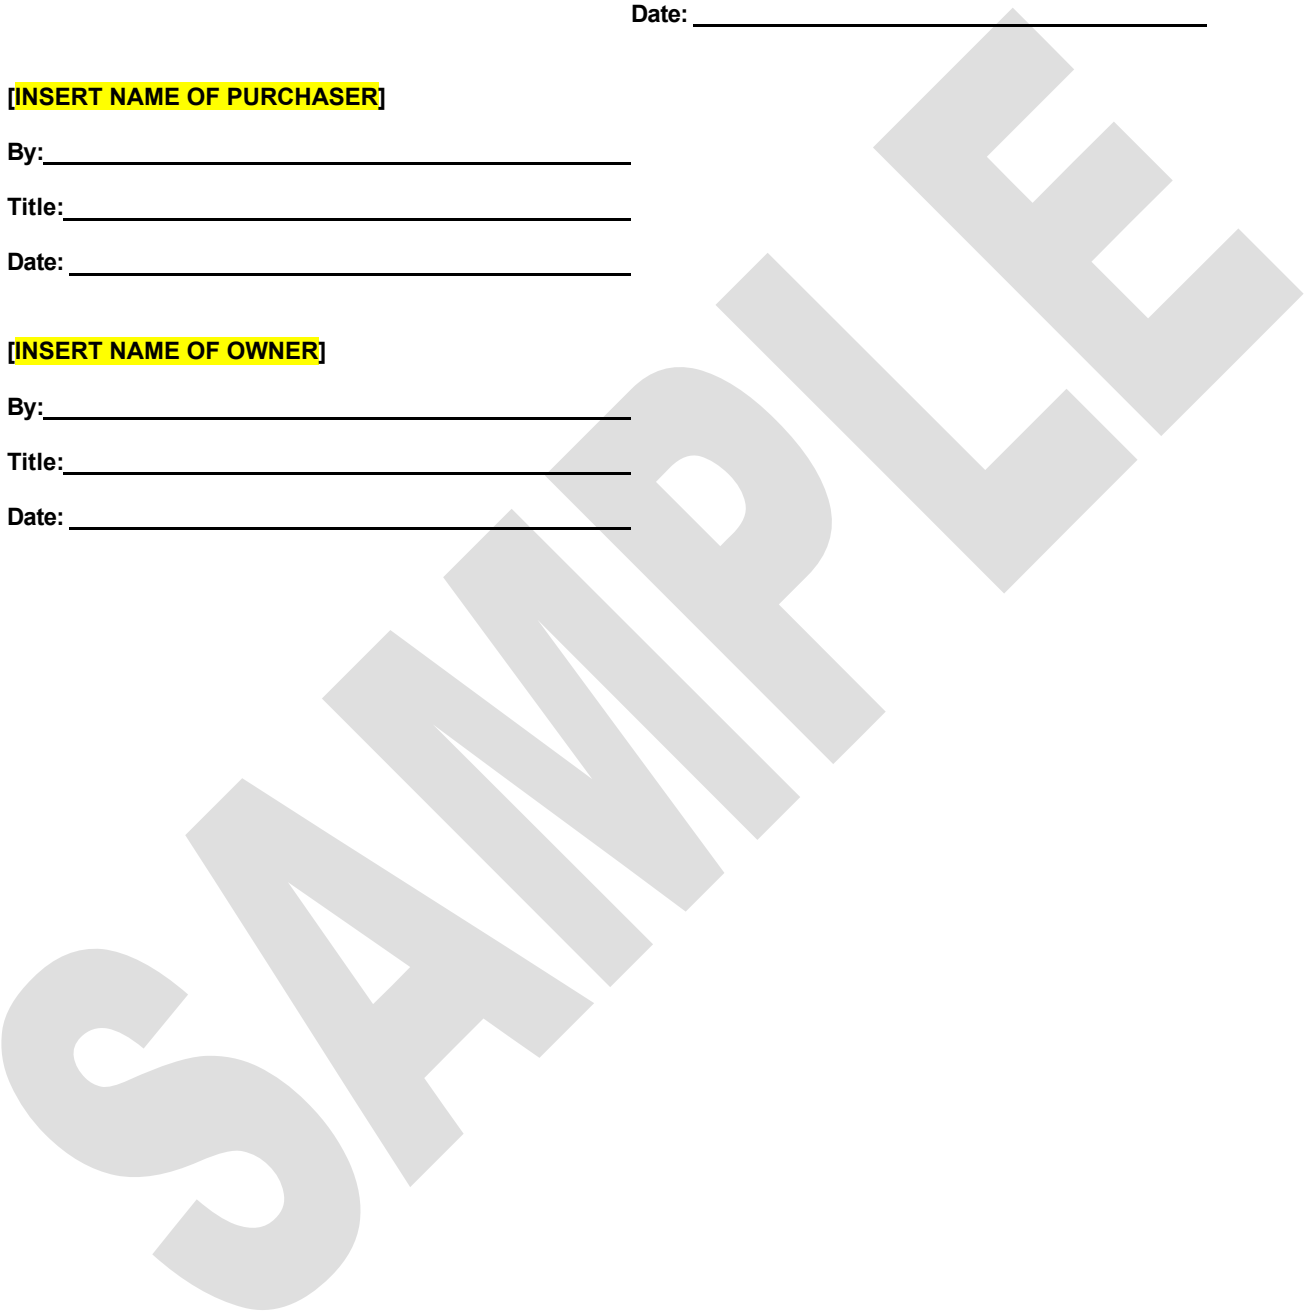 Date:
[INSERT NAME OF PURCHASER]
By:
Title:
Date:
[INSERT NAME OF OWNER]
By:
Title:
Date:
SAMPLE